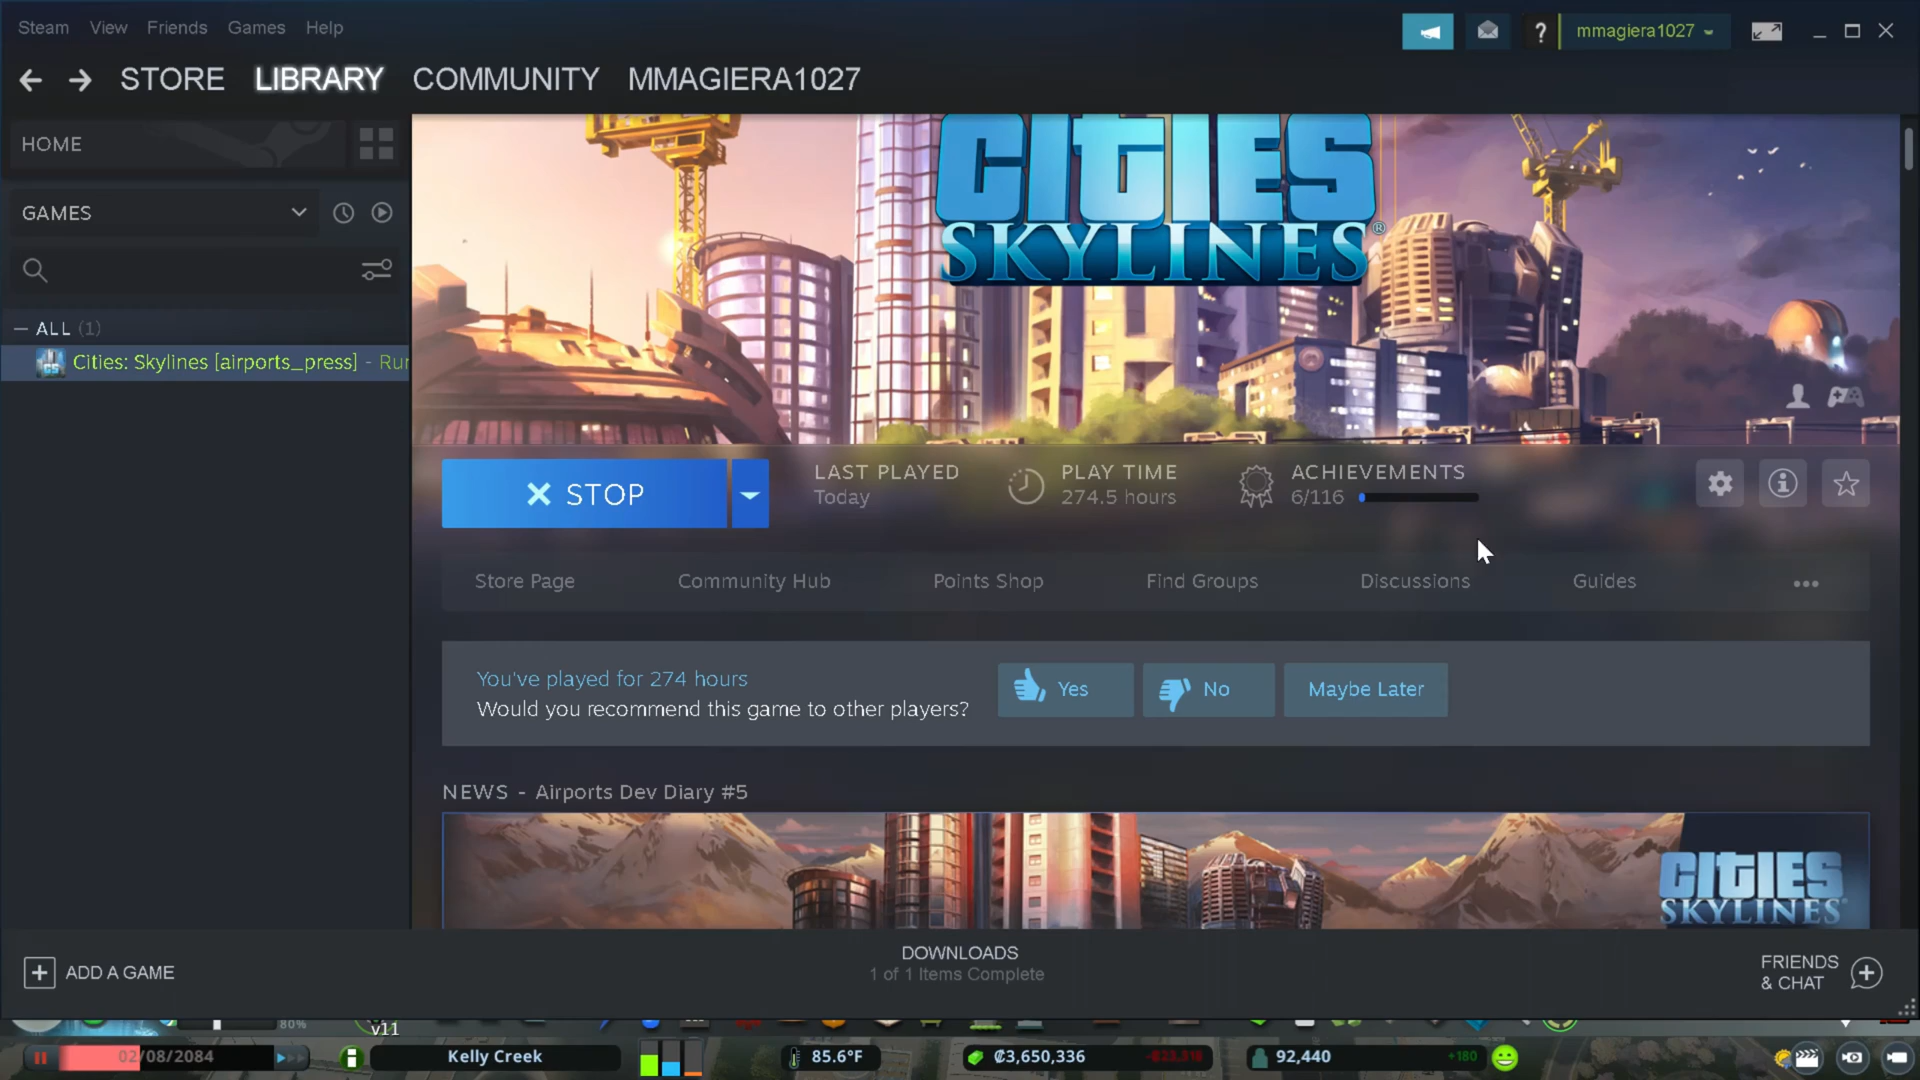 Steam View Friends Games Help
mmagiera1027
STORE LIBRARY COMMUNITY MMAGIERA1027
HOME
GAMES
ALL (1)
Cities: Skylines [airports_press] - Rur
CITIES
SKYLINES®
STOP
LAST PLAYED
Today
PLAY TIME
274.5 hours
ACHIEVEMENTS
6/116
Store Page Community Hub Points Shop Find Groups Discussions Guides
You've played for 274 hours
Would you recommend this game to other players?
Yes No Maybe Later
NEWS - Airports Dev Diary #5
CITIES
SKYLINES
ADD A GAME
DOWNLOADS
1 of 1 Items Complete
FRIENDS
& CHAT
80% v11
02/08/2084 Kelly Creek 85.6°F ₡3,650,336 92,440 +180